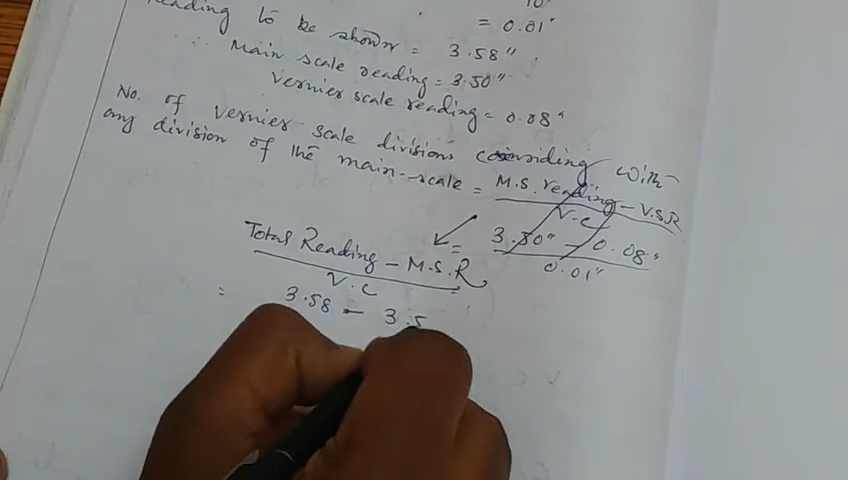 10
= 0.01"
Reading to be shown = 3.58"
∴ Main scale reading = 3.50"
Vernier scale reading = 0.08"
No. of Vernier scale divisions coinciding with
any division of the main-scale = M.S. reading - V.S.R
V.C
= 3.50" - 0.08"
0.01"
Total Reading - M.S.R
V.C
= 3.58 - 3.5